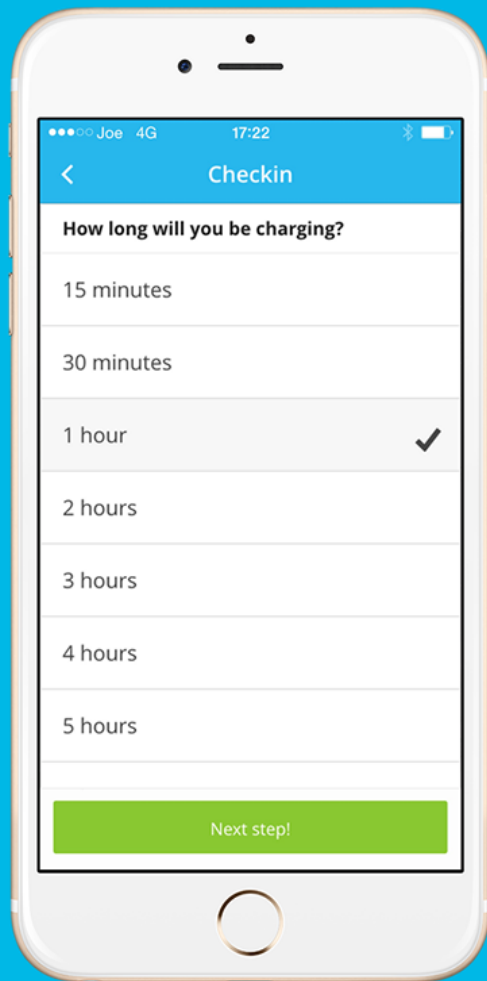 Joe 4G 17:22
Checkin
How long will you be charging?
15 minutes
30 minutes
1 hour
2 hours
3 hours
4 hours
5 hours
Next step!